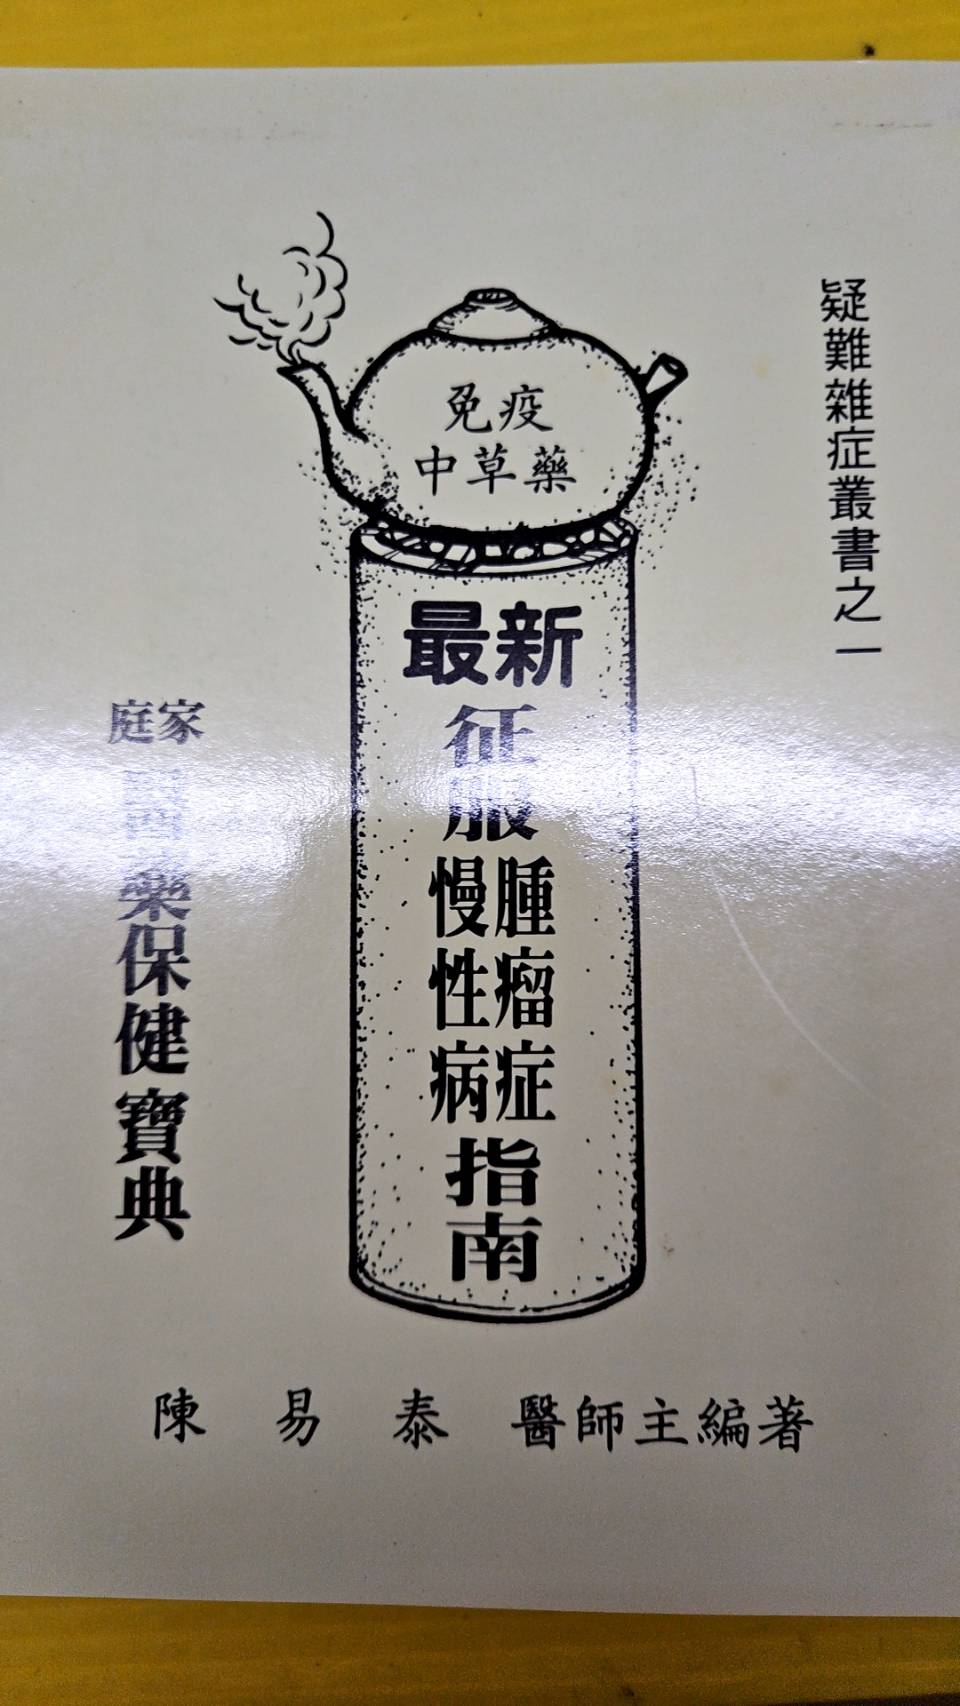 疑難雜症叢書之一
免疫
中草藥
最新
征服
腫瘤症
慢性病
指南
家庭
藥保健寶典
陳易泰醫師主編著